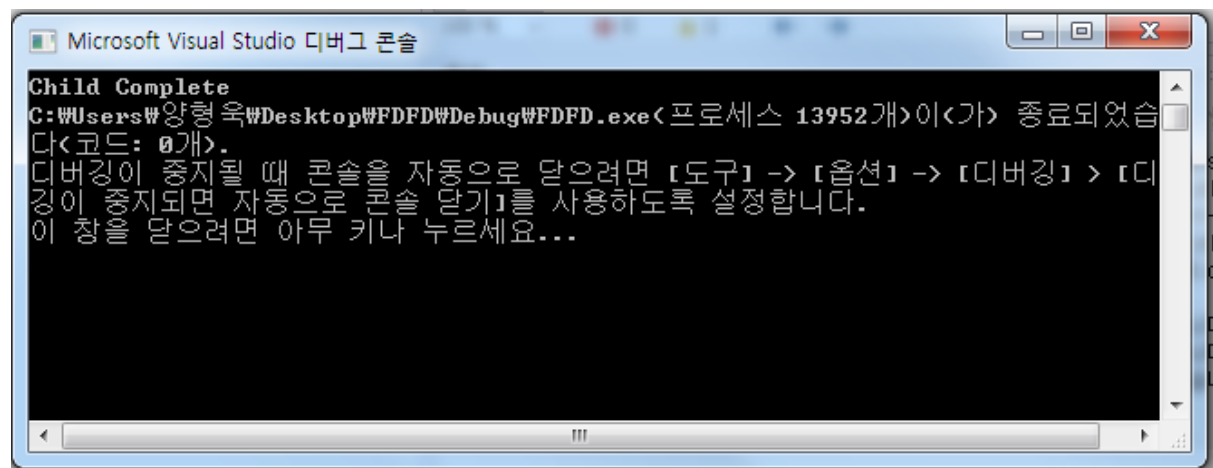 Microsoft Visual Studio 디버그 콘솔
Child Complete
C:₩Users₩양형욱₩Desktop₩FDFD₩Debug₩FDFD.exe(프로세스 13952개)이(가) 종료되었습
다(코드: 0개).
디버깅이 중지될 때 콘솔을 자동으로 닫으려면 [도구] -> [옵션] -> [디버깅] > [디
깅이 중지되면 자동으로 콘솔 닫기]를 사용하도록 설정합니다.
이 창을 닫으려면 아무 키나 누르세요...